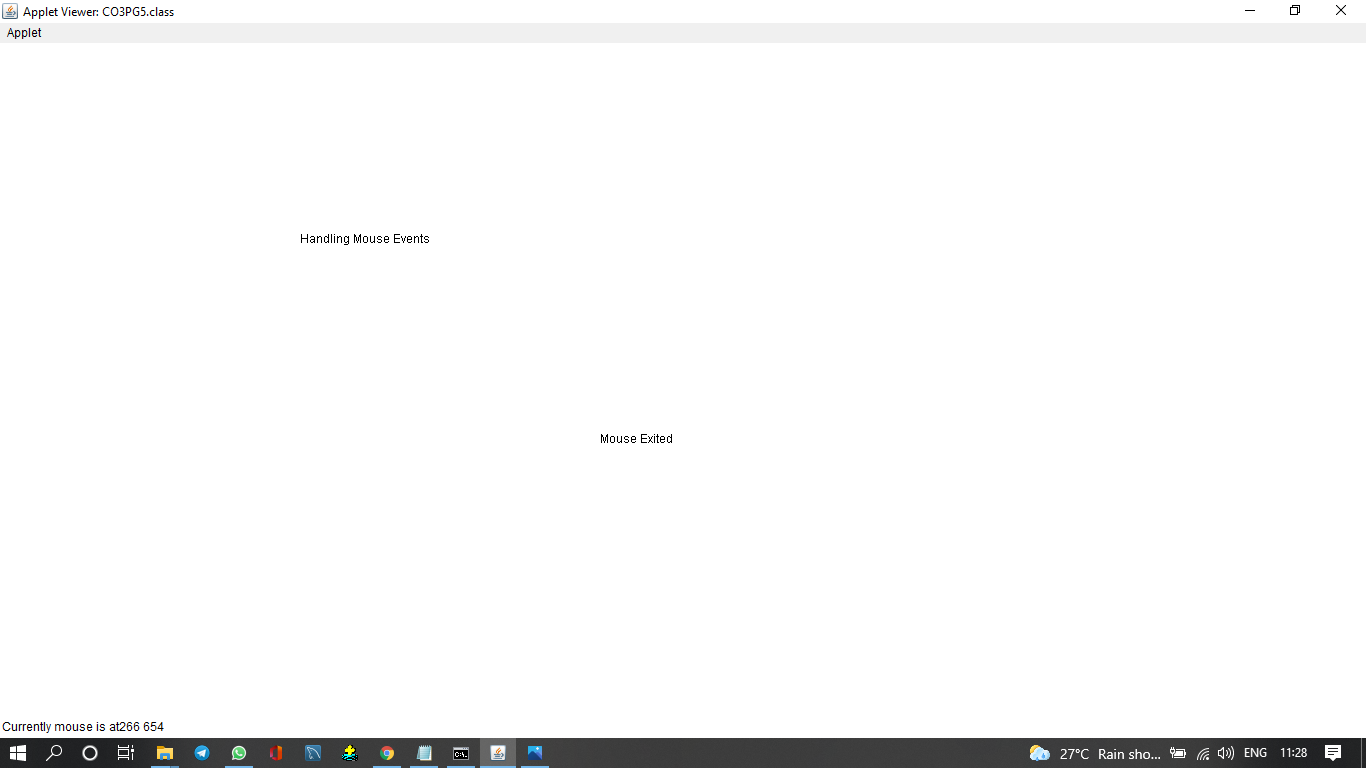 Applet Viewer: CO3PG5.class
Applet
Handling Mouse Events
Mouse Exited
Currently mouse is at266 654
27°C Rain sho... ENG 11:28